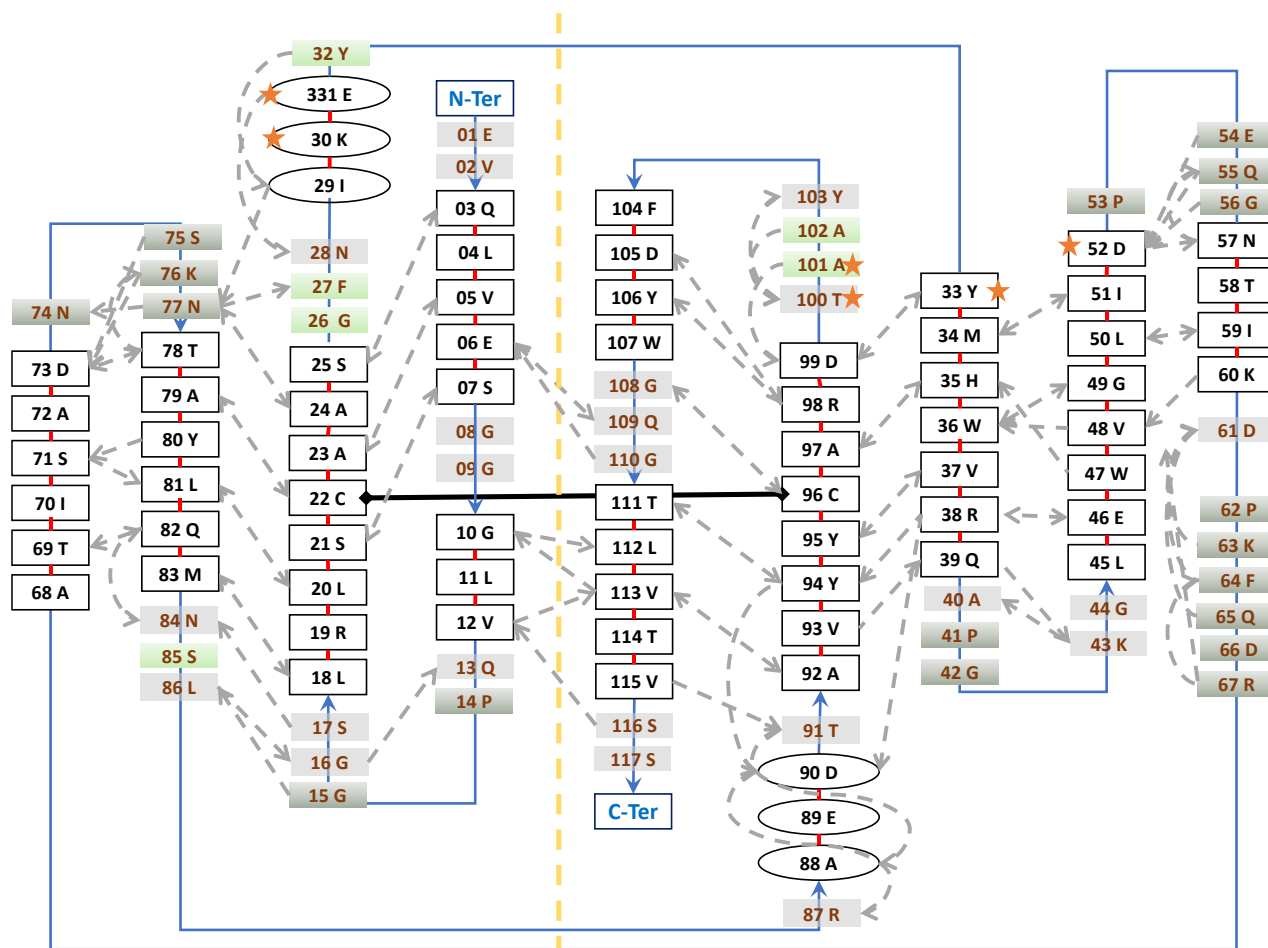 32 Y
331 E
30 K
29 I
28 N
27 F
26 G
25 S
24 A
23 A
22 C
21 S
20 L
19 R
18 L
17 S
16 G
15 G
N-Ter
01 E
02 V
03 Q
04 L
05 V
06 E
07 S
08 G
09 G
10 G
11 L
12 V
13 Q
14 P
75 S
76 K
77 N
78 T
79 A
80 Y
81 L
82 Q
83 M
84 N
85 S
86 L
74 N
73 D
72 A
71 S
70 I
69 T
68 A
104 F
105 D
106 Y
107 W
108 G
109 Q
110 G
111 T
112 L
113 V
114 T
115 V
116 S
117 S
C-Ter
103 Y
102 A
101 A
100 T
99 D
98 R
97 A
96 C
95 Y
94 Y
93 V
92 A
91 T
90 D
89 E
88 A
87 R
33 Y
34 M
35 H
36 W
37 V
38 R
39 Q
40 A
41 P
42 G
53 P
52 D
51 I
50 L
49 G
48 V
47 W
46 E
45 L
44 G
43 K
54 E
55 Q
56 G
57 N
58 T
59 I
60 K
61 D
62 P
63 K
64 F
65 Q
66 D
67 R